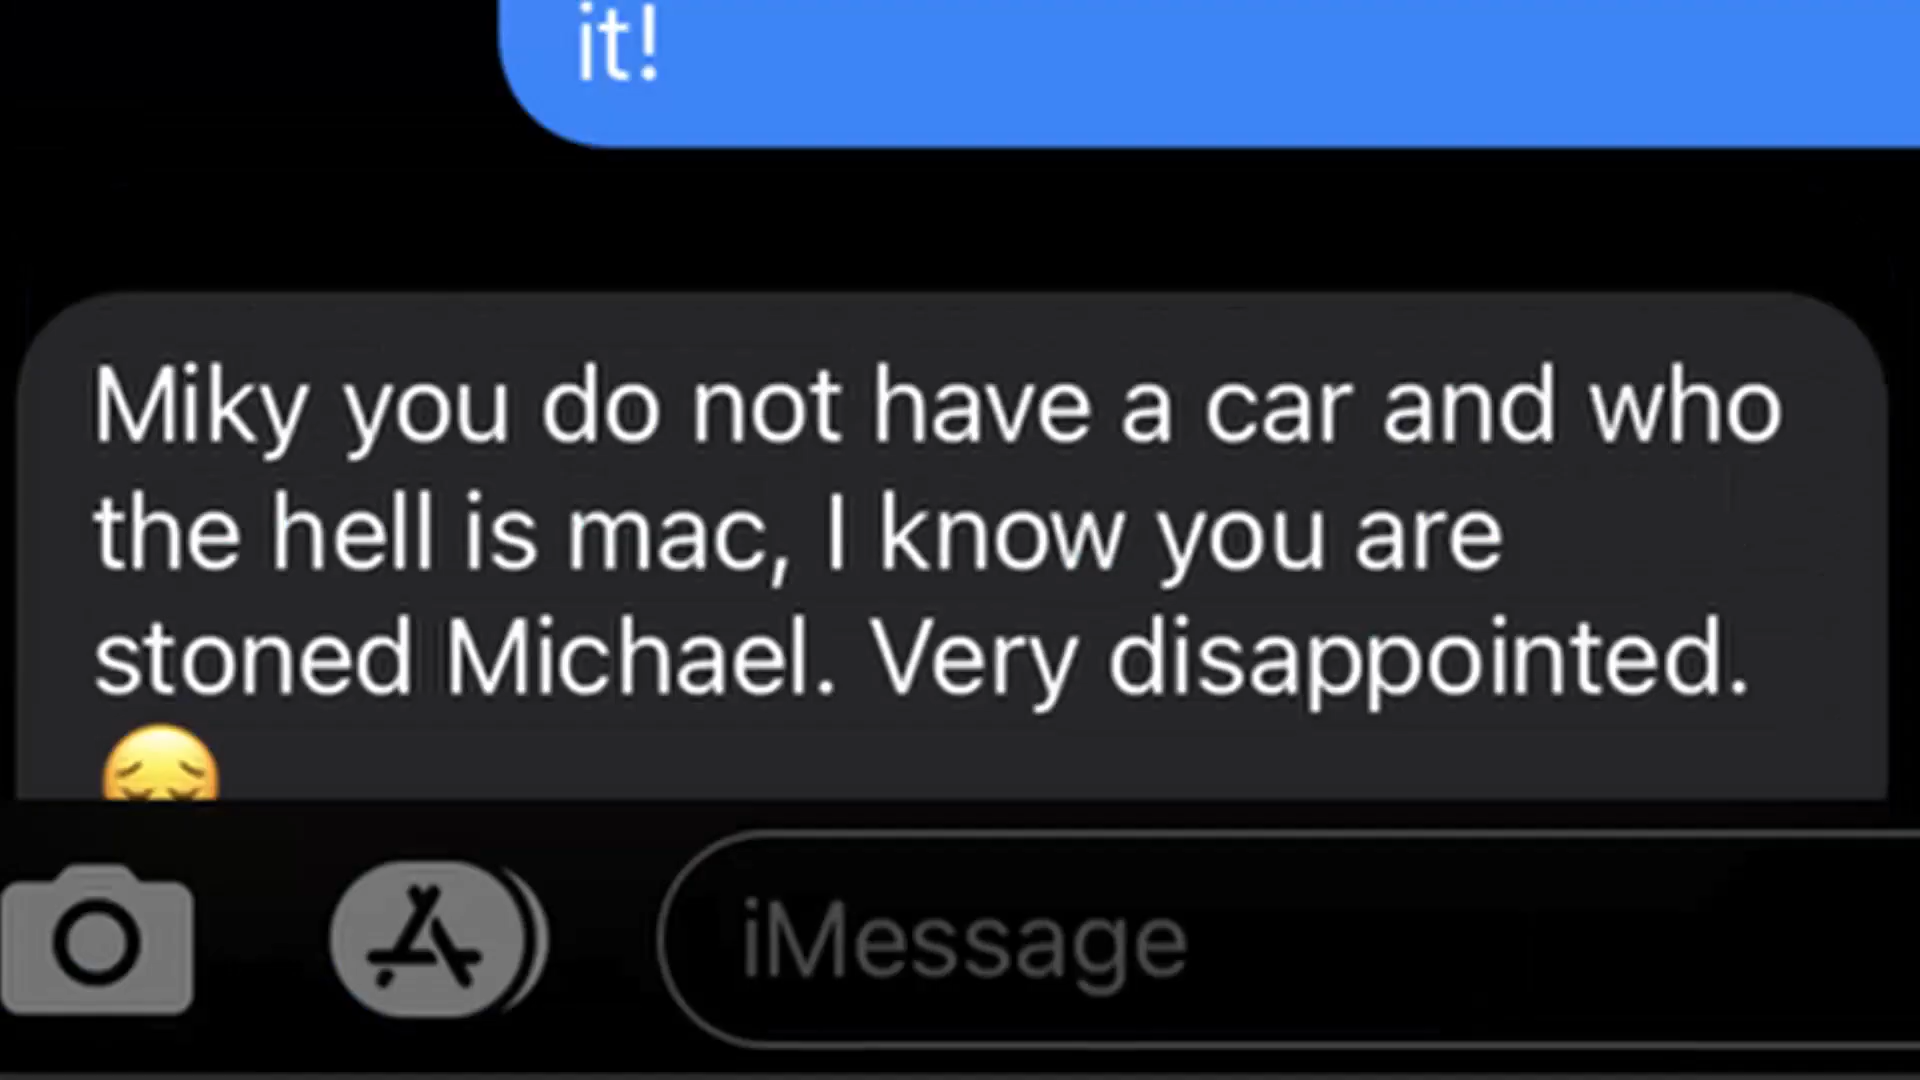 it!
Miky you do not have a car and who
the hell is mac, I know you are
stoned Michael. Very disappointed.
😔
iMessage